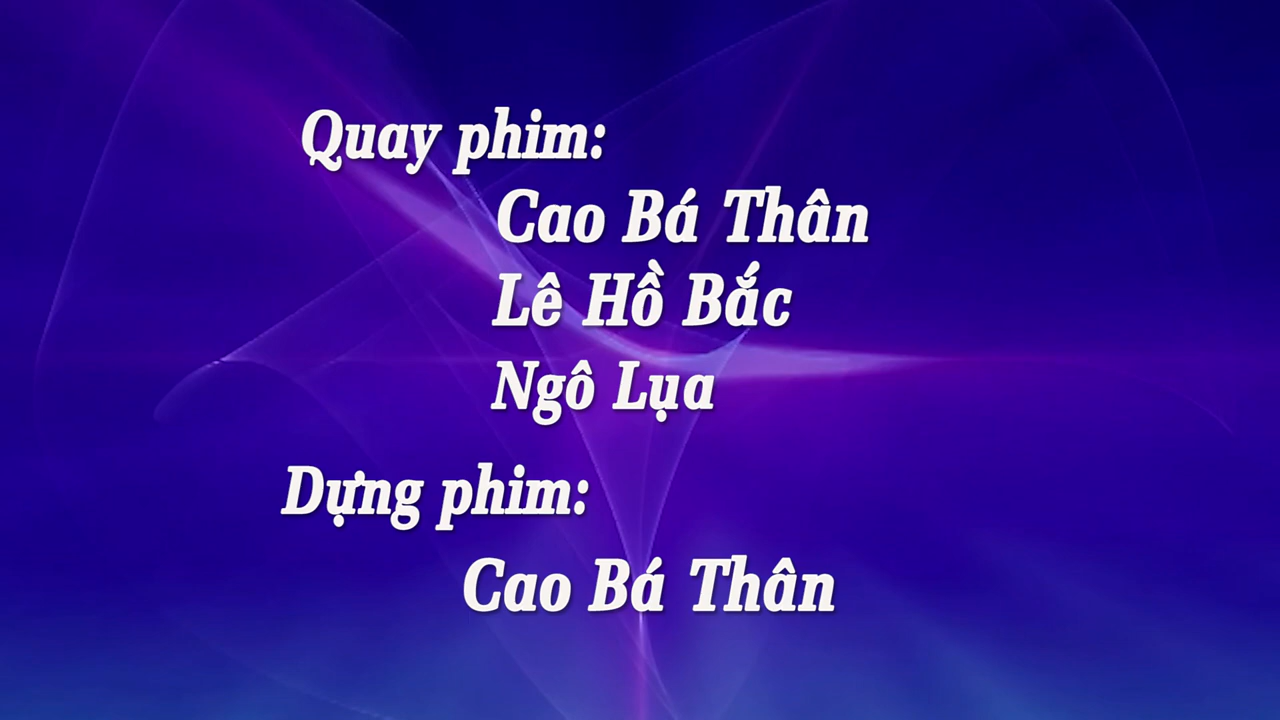 Quay phim:
Cao Bá Thân
Lê Hồ Bắc
Ngô Lụa
Dựng phim:
Cao Bá Thân